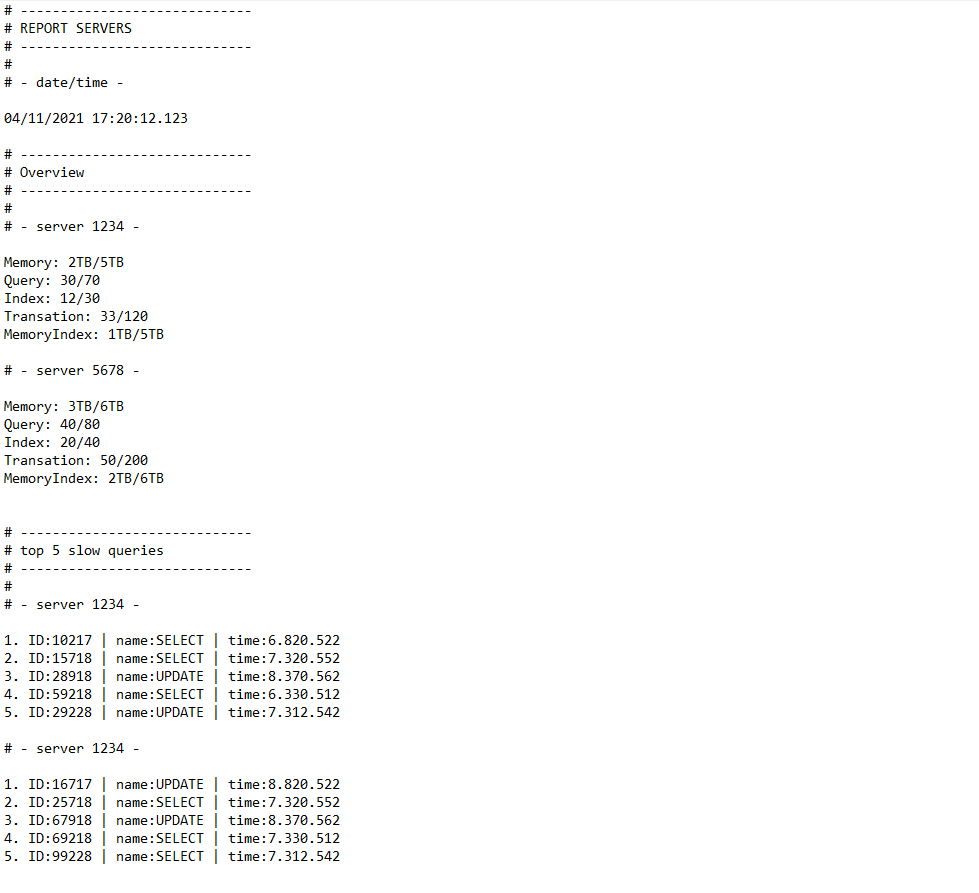 # -----------------------------
# REPORT SERVERS
# -----------------------------
#
# - date/time -
04/11/2021 17:20:12.123
# -----------------------------
# Overview
# -----------------------------
#
# - server 1234 -
Memory: 2TB/5TB
Query: 30/70
Index: 12/30
Transation: 33/120
MemoryIndex: 1TB/5TB
# - server 5678 -
Memory: 3TB/6TB
Query: 40/80
Index: 20/40
Transation: 50/200
MemoryIndex: 2TB/6TB
# -----------------------------
# top 5 slow queries
# -----------------------------
#
# - server 1234 -
1. ID:10217 | name:SELECT | time:6.820.522
2. ID:15718 | name:SELECT | time:7.320.552
3. ID:28918 | name:UPDATE | time:8.370.562
4. ID:59218 | name:SELECT | time:6.330.512
5. ID:29228 | name:UPDATE | time:7.312.542
# - server 1234 -
1. ID:16717 | name:UPDATE | time:8.820.522
2. ID:25718 | name:SELECT | time:7.320.552
3. ID:67918 | name:UPDATE | time:8.370.562
4. ID:69218 | name:SELECT | time:7.330.512
5. ID:99228 | name:SELECT | time:7.312.542